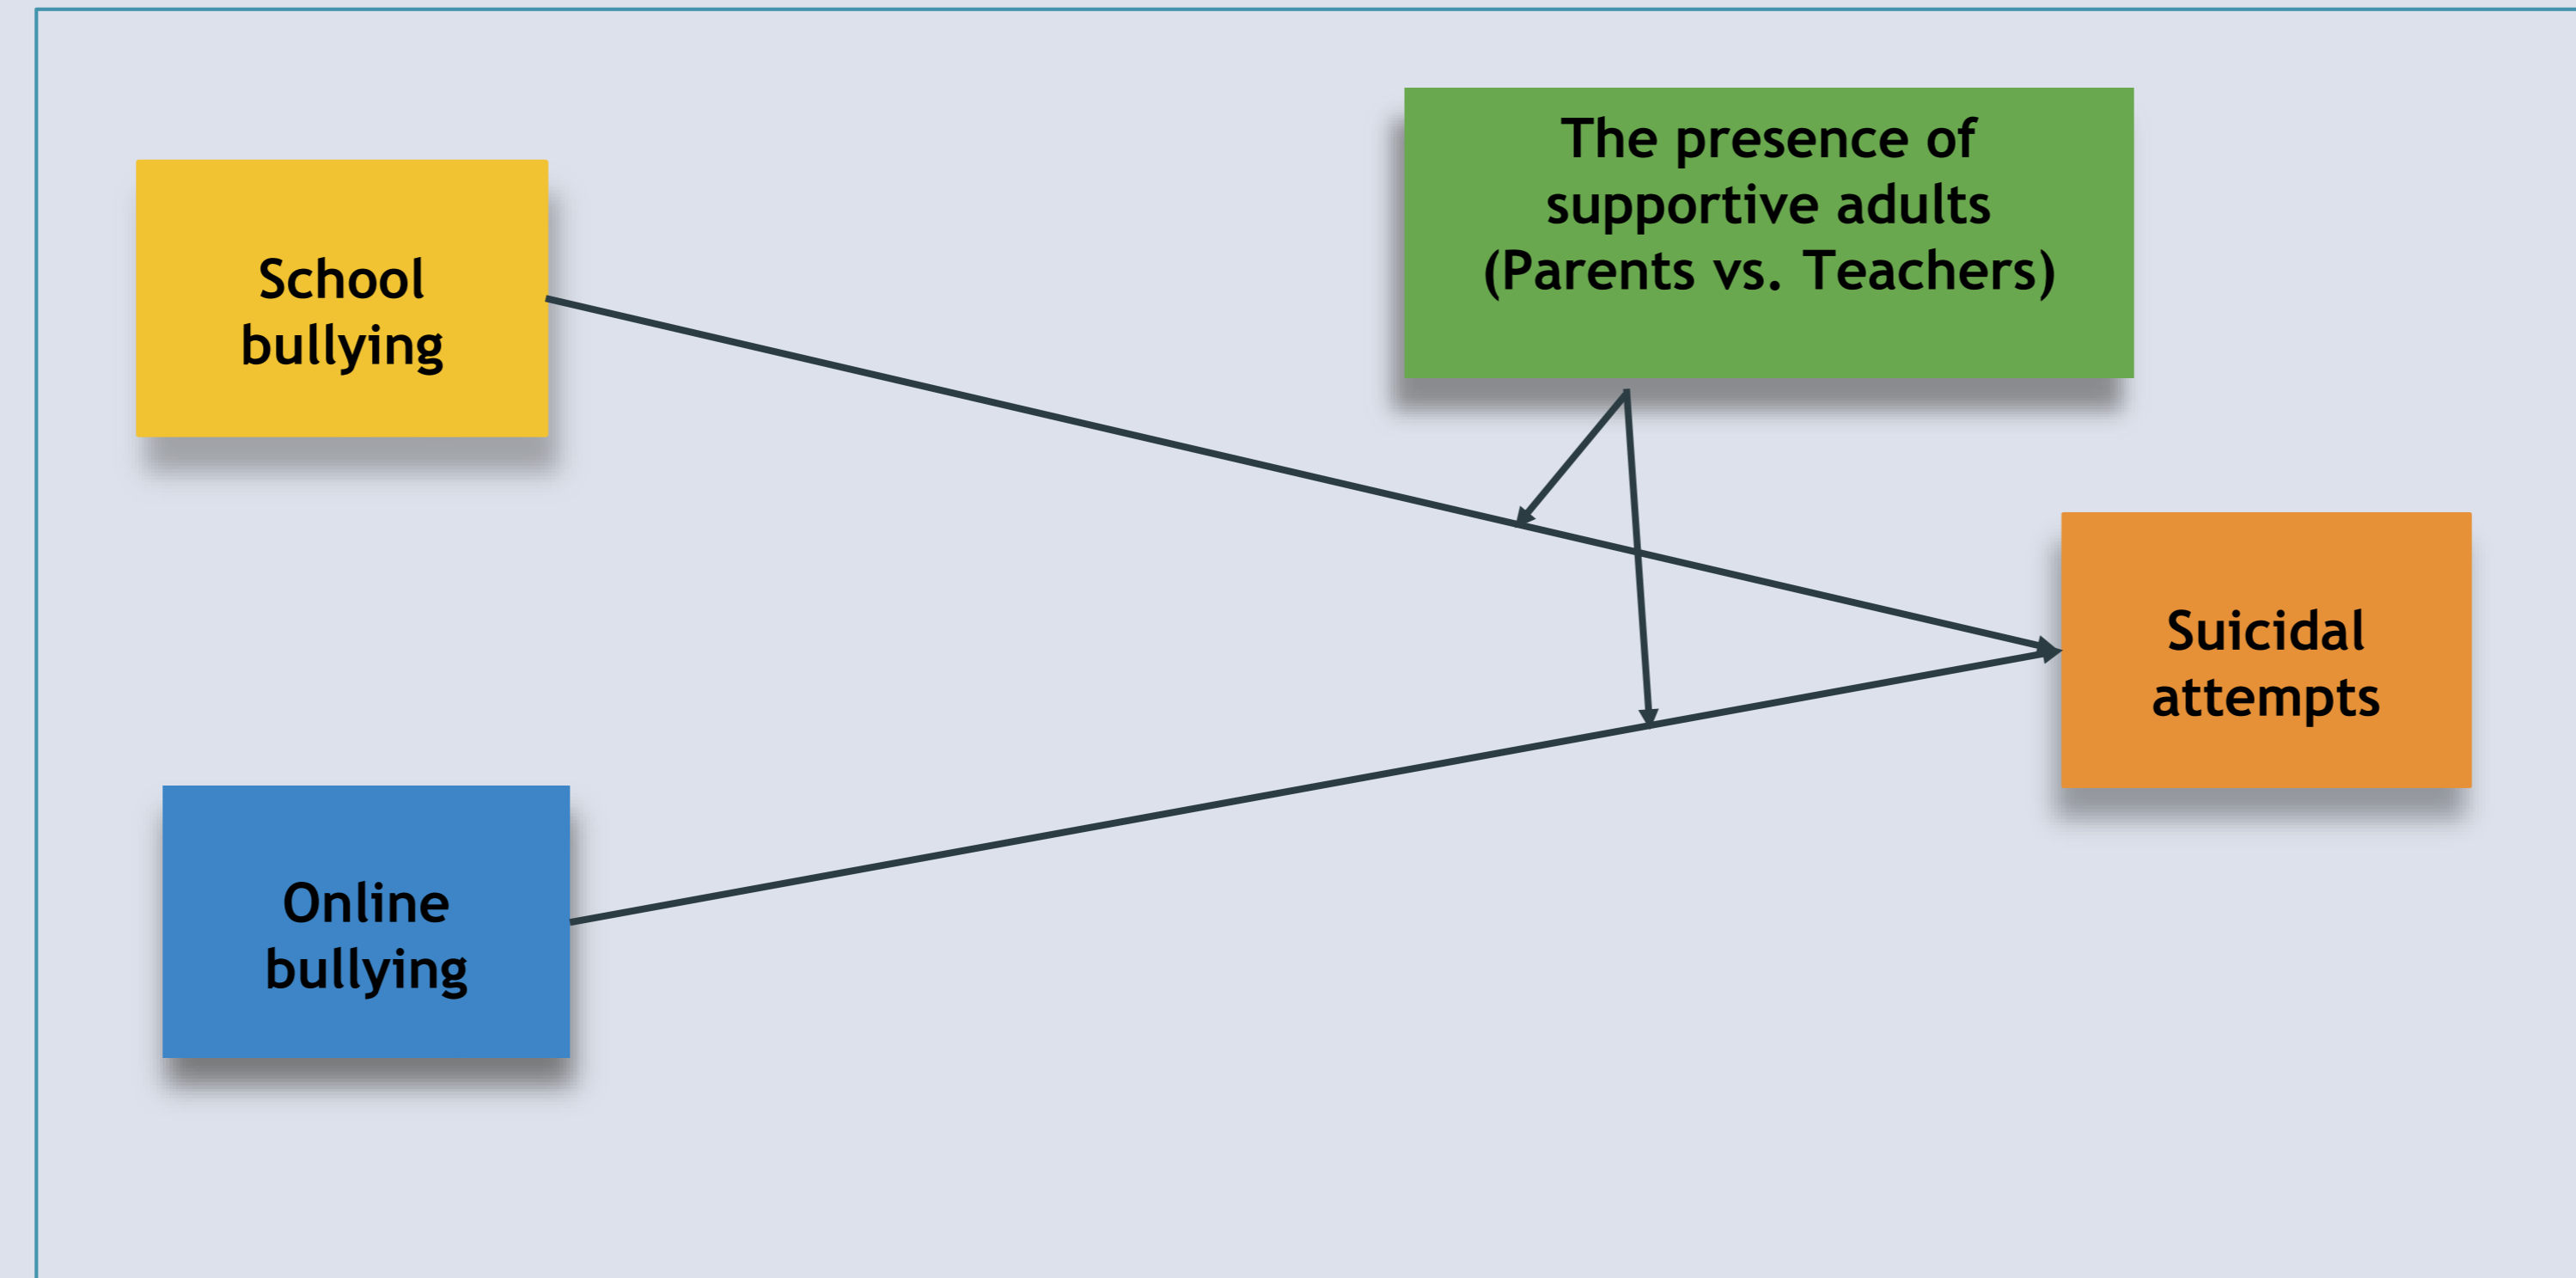 The presence of
supportive adults
(Parents vs. Teachers)
School
bullying
Suicidal
attempts
Online
bullying